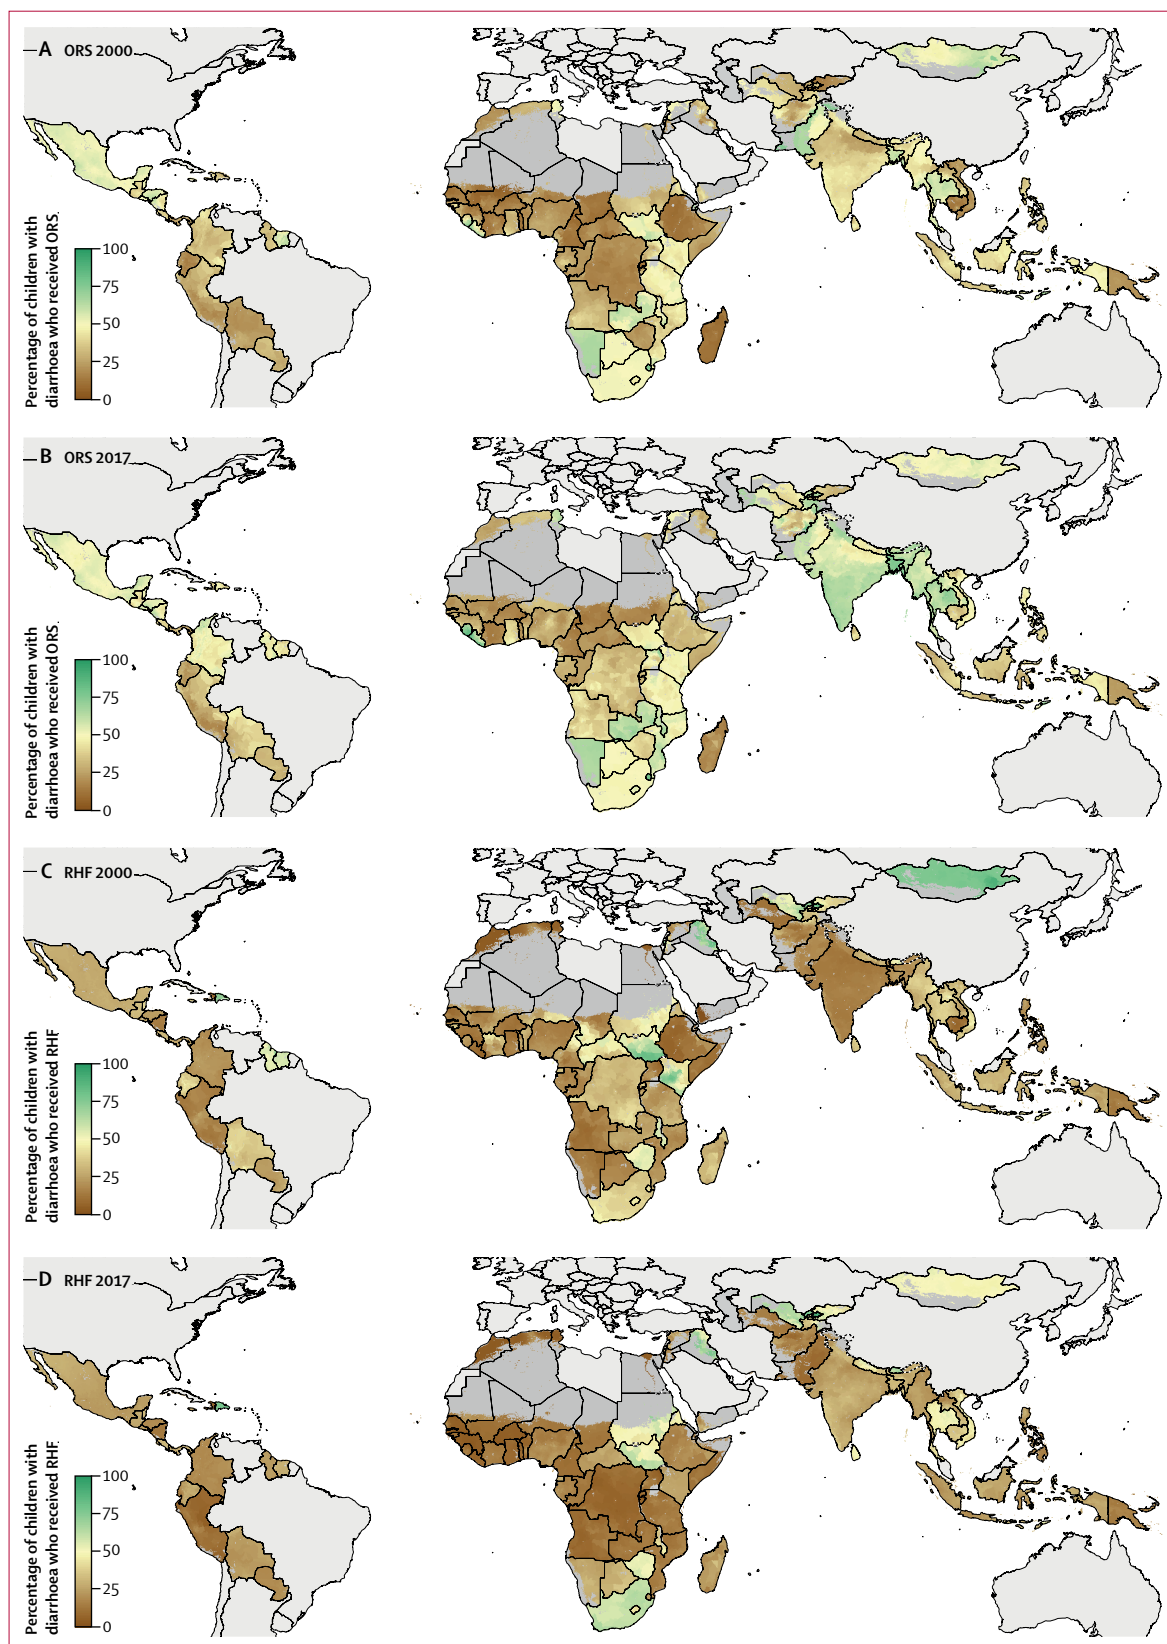 A ORS 2000
Percentage of children with
diarrhoea who received ORS
100
75
50
25
0
B ORS 2017
Percentage of children with
diarrhoea who received ORS
100
75
50
25
0
C RHF 2000
Percentage of children with
diarrhoea who received RHF
100
75
50
25
0
D RHF 2017
Percentage of children with
diarrhoea who received RHF
100
75
50
25
0